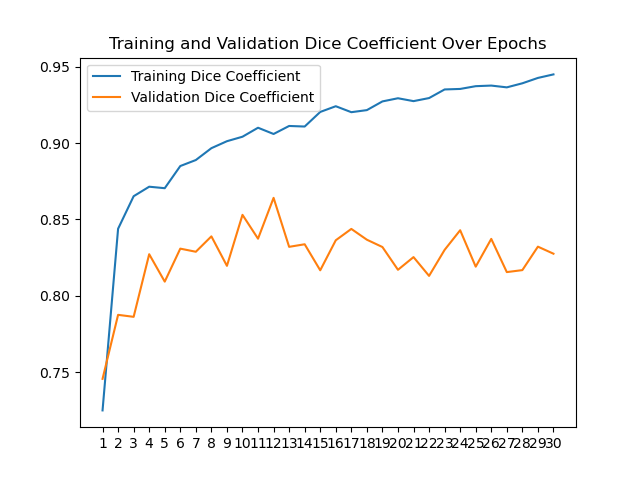 Training and Validation Dice Coefficient Over Epochs
Training Dice Coefficient
Validation Dice Coefficient
0.95
0.90
0.85
0.80
0.75
1 2 3 4 5 6 7 8 9 10 11 12 13 14 15 16 17 18 19 20 21 22 23 24 25 26 27 28 29 30